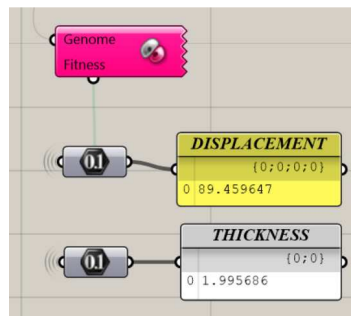 Genome
Fitness
0.1
DISPLACEMENT
{0;0;0;0}
0 89.459647
0.1
THICKNESS
{0;0}
0 1.995686